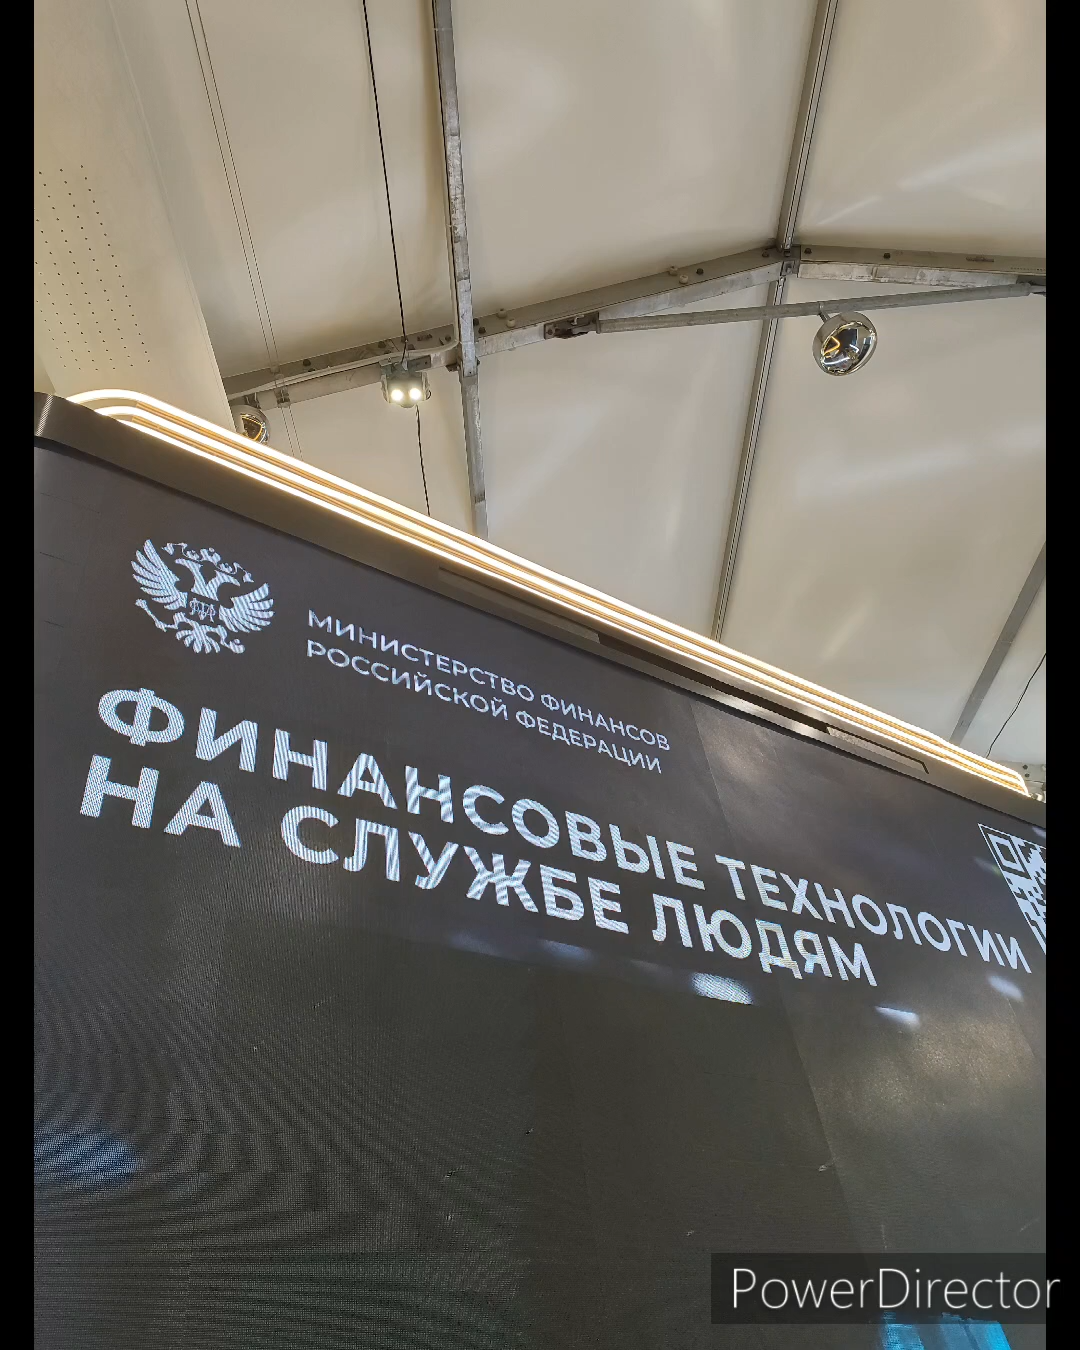 МИНИСТЕРСТВО ФИНАНСОВ
РОССИЙСКОЙ ФЕДЕРАЦИИ
ФИНАНСОВЫЕ ТЕХНОЛОГИИ
НА СЛУЖБЕ ЛЮДЯМ
PowerDirector